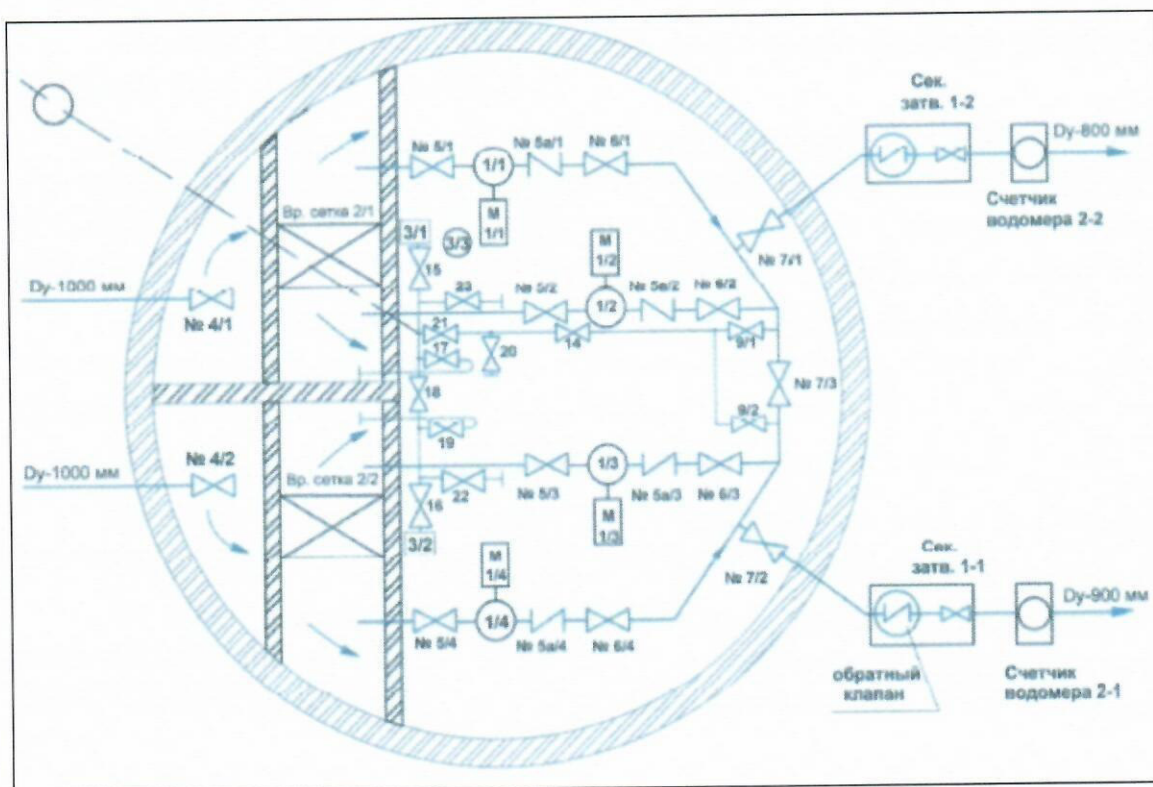 Сек.
затв. 1-2
Dy-800 мм
Счетчик
водомера 2-2
№ 5/1
1/1
№ 5а/1
№ 6/1
М
1/1
Вр. сетка 2/1
3/1
3/3
15
М
1/2
№ 7/1
23
№ 5/2
1/2
№ 5а/2
№ 6/2
Dy-1000 мм
№ 4/1
21
17
20
14
9/1
18
№ 7/3
9/2
19
№ 4/2
Dy-1000 мм
Вр. сетка 2/2
16
22
№ 5/3
1/3
№ 5а/3
№ 6/3
М
1/3
3/2
М
1/4
№ 7/2
Сек.
затв. 1-1
Dy-900 мм
№ 5/4
1/4
№ 5а/4
№ 6/4
обратный
клапан
Счетчик
водомера 2-1